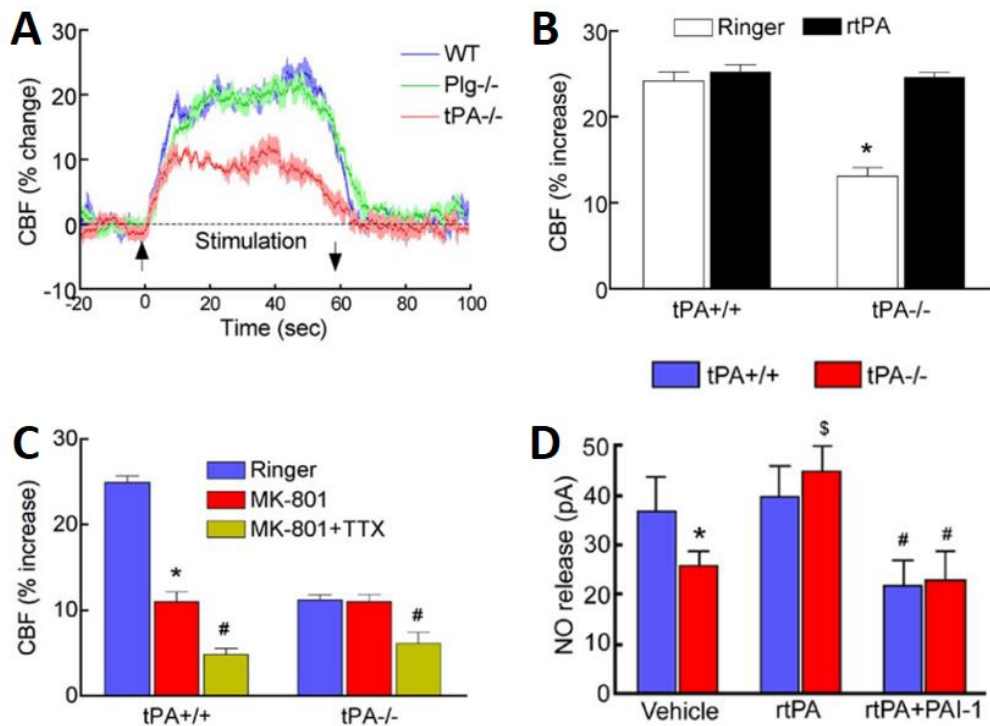 A
CBF (% change)
20
10
0
-10
WT
Plg-/-
tPA-/-
Stimulation
-20 0 20 40 60 80 100
Time (sec)
B
Ringer rtPA
CBF (% increase)
30
20
10
0
*
tPA+/+ tPA-/-
C
CBF (% increase)
30
20
10
0
Ringer
MK-801
MK-801+TTX
* # #
tPA+/+ tPA-/-
tPA+/+ tPA-/-
D
NO release (pA)
50
40
30
20
10
0
* $ # #
Vehicle rtPA rtPA+PAI-1